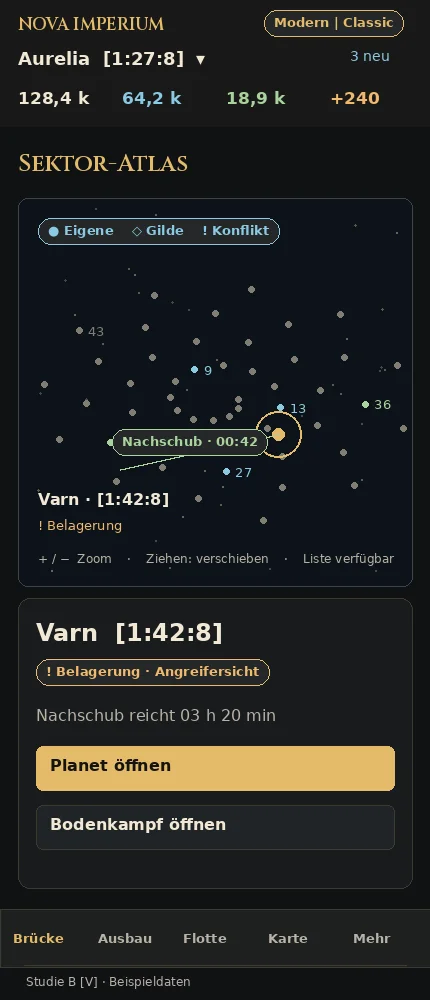 NOVA IMPERIUM
Modern | Classic
Aurelia [1:27:8] ▾
3 neu
128,4 k 64,2 k 18,9 k +240
Sektor-Atlas
● Eigene ◇ Gilde ! Konflikt
43
9
13
36
Nachschub · 00:42
27
Varn · [1:42:8]
! Belagerung
+ / − Zoom · Ziehen: verschieben · Liste verfügbar
Varn [1:42:8]
! Belagerung · Angreifersicht
Nachschub reicht 03 h 20 min
Planet öffnen
Bodenkampf öffnen
Brücke Ausbau Flotte Karte Mehr
Studie B [V] · Beispieldaten